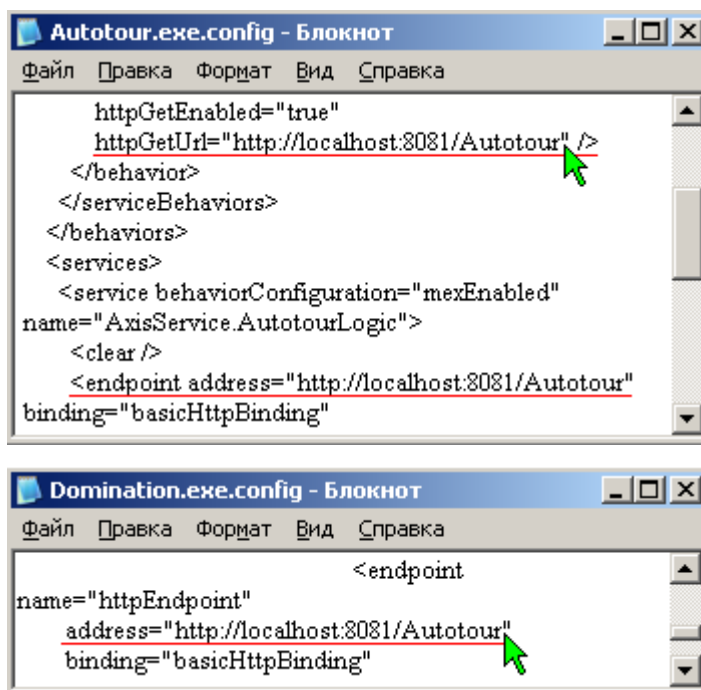 Autotour.exe.config - Блокнот
Файл Правка Формат Вид Справка
httpGetEnabled="true"
httpGetUrl="http://localhost:8081/Autotour" />
</behavior>
</serviceBehaviors>
</behaviors>
<services>
<service behaviorConfiguration="mexEnabled"
name="AxisService.AutotourLogic">
<clear />
<endpoint address="http://localhost:8081/Autotour"
binding="basicHttpBinding"
Domination.exe.config - Блокнот
Файл Правка Формат Вид Справка
<endpoint
name="httpEndpoint"
address="http://localhost:8081/Autotour"
binding="basicHttpBinding"